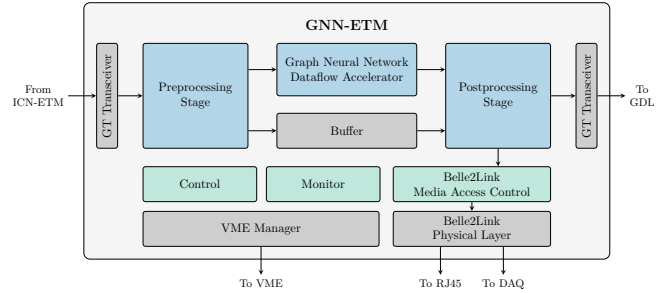 GNN-ETM
From
ICN-ETM
GT Transceiver
Preprocessing
Stage
Graph Neural Network
Dataflow Accelerator
Buffer
Postprocessing
Stage
GT Transceiver
To
GDL
Control
Monitor
Belle2Link
Media Access Control
VME Manager
Belle2Link
Physical Layer
To VME
To RJ45
To DAQ